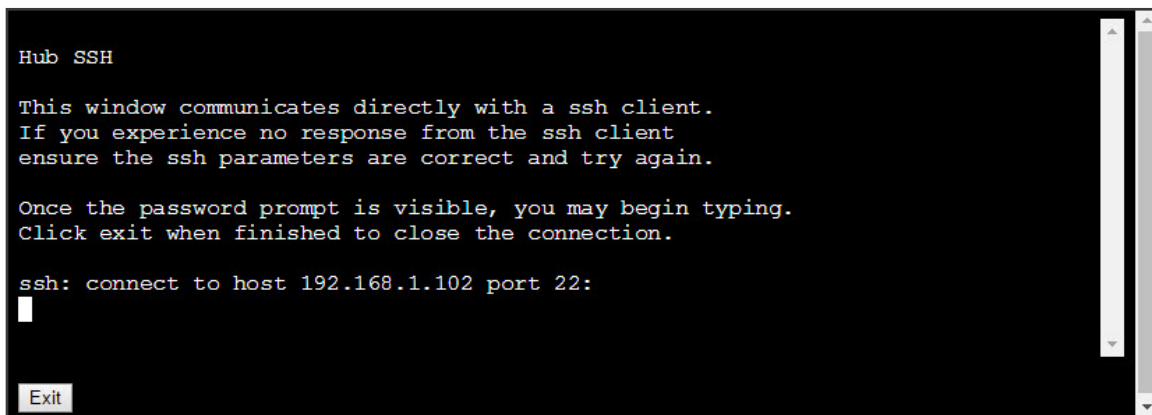 Hub SSH
This window communicates directly with a ssh client.
If you experience no response from the ssh client
ensure the ssh parameters are correct and try again.
Once the password prompt is visible, you may begin typing.
Click exit when finished to close the connection.
ssh: connect to host 192.168.1.102 port 22:
Exit